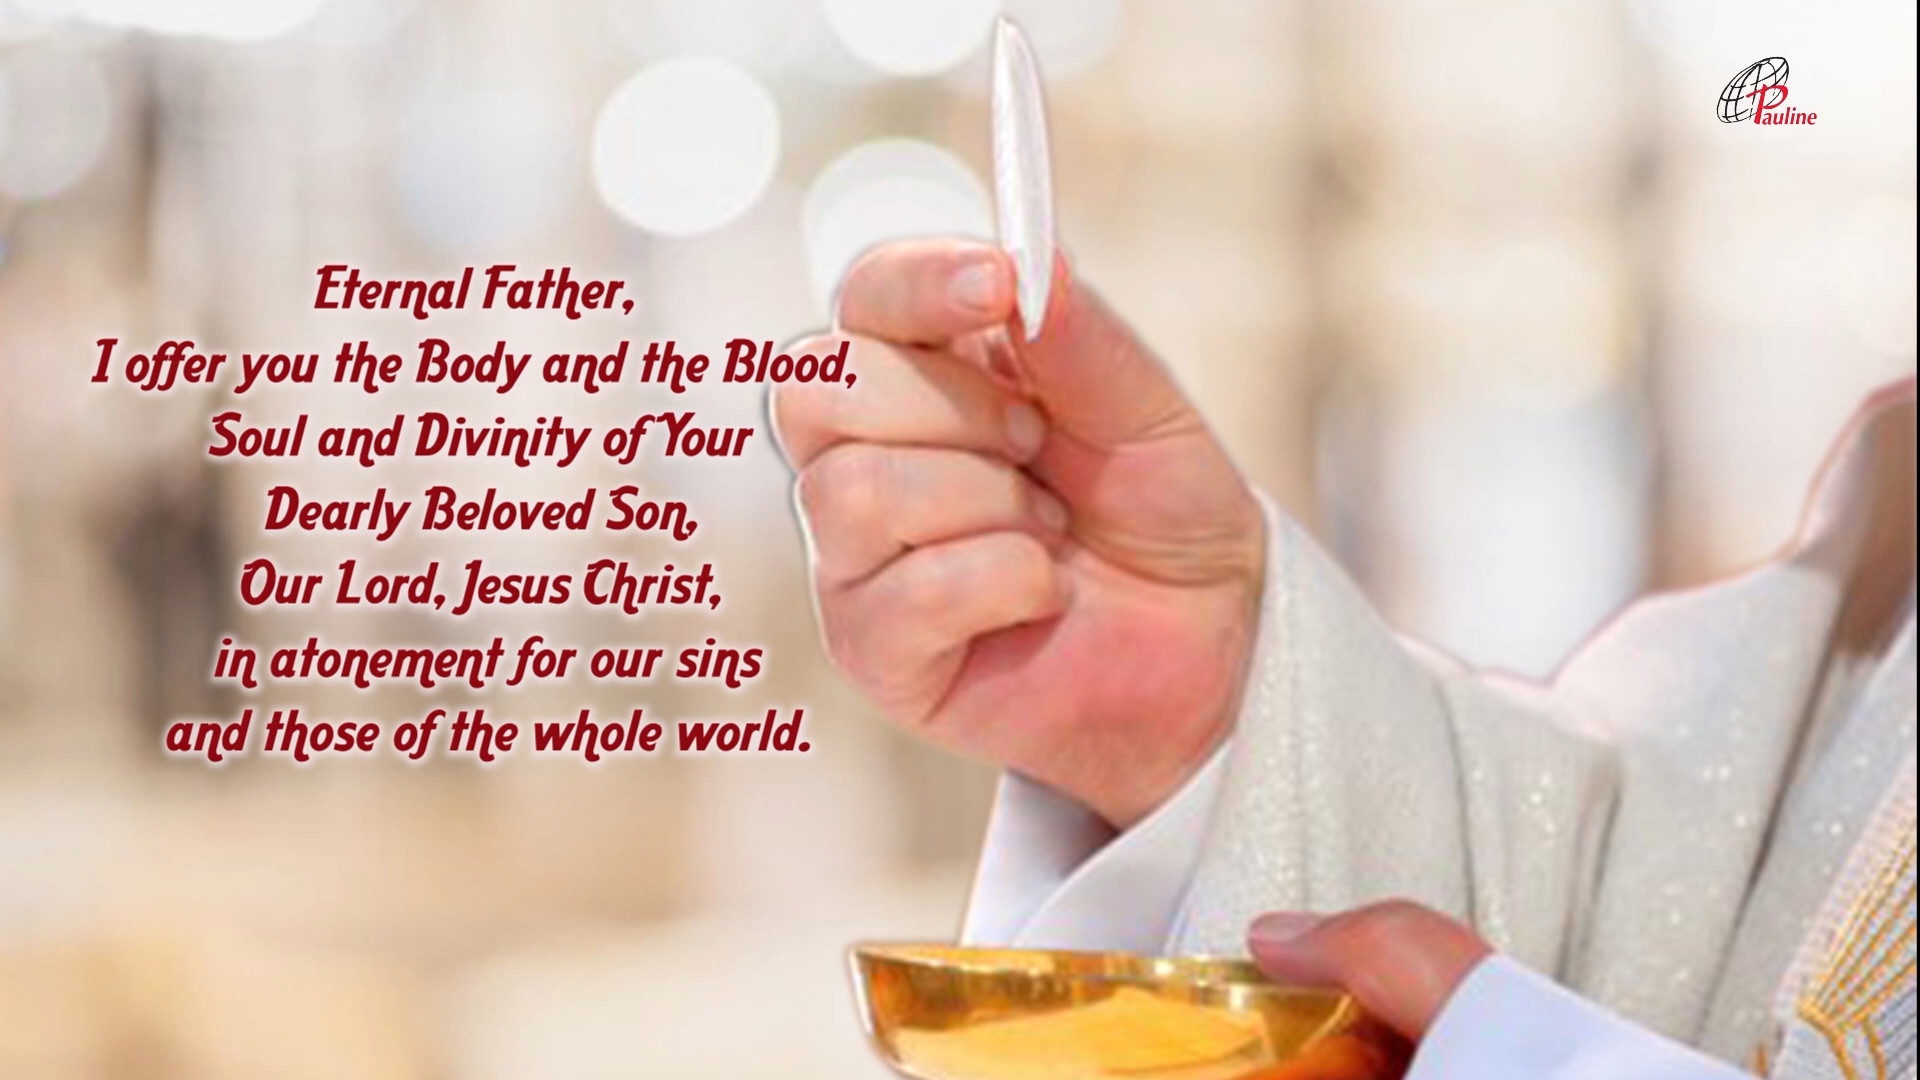 Pauline
Eternal Father,
I offer you the Body and the Blood,
Soul and Divinity of Your
Dearly Beloved Son,
Our Lord, Jesus Christ,
in atonement for our sins
and those of the whole world.